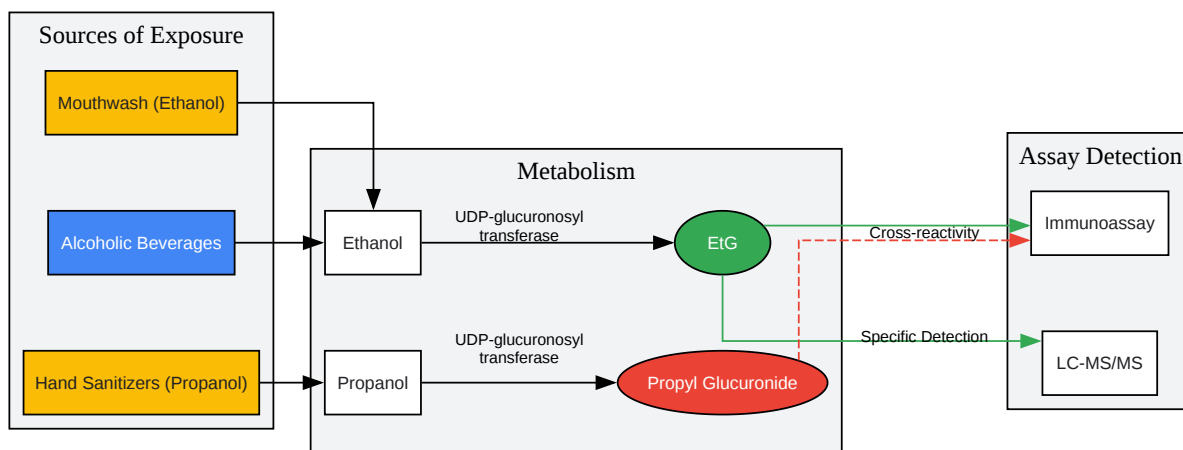 Sources of Exposure
Mouthwash (Ethanol)
Alcoholic Beverages
Hand Sanitizers (Propanol)
Metabolism
Ethanol
UDP-glucuronosyl
transferase
EtG
Propanol
UDP-glucuronosyl
transferase
Propyl Glucuronide
Cross-reactivity
Specific Detection
Assay Detection
Immunoassay
LC-MS/MS